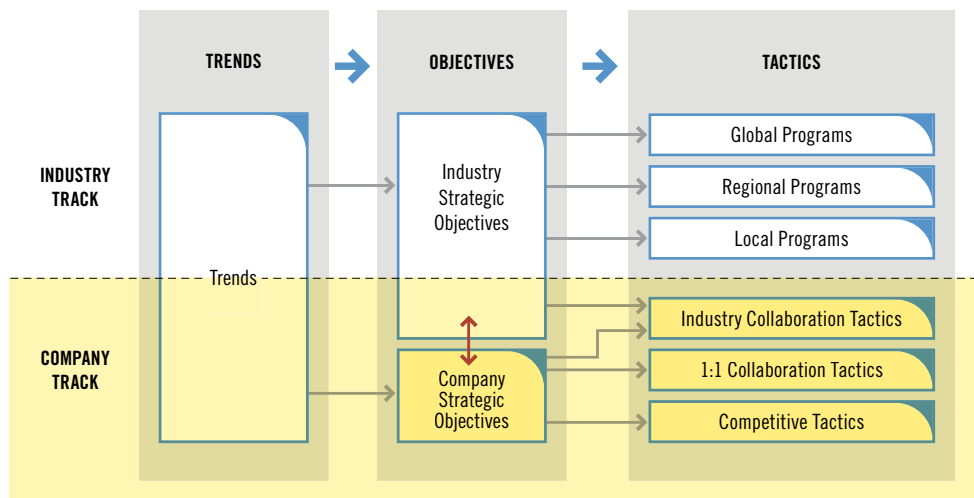 TRENDS
OBJECTIVES
TACTICS
INDUSTRY
TRACK
COMPANY
TRACK
Trends
Industry
Strategic
Objectives
Company
Strategic
Objectives
Global Programs
Regional Programs
Local Programs
Industry Collaboration Tactics
1:1 Collaboration Tactics
Competitive Tactics